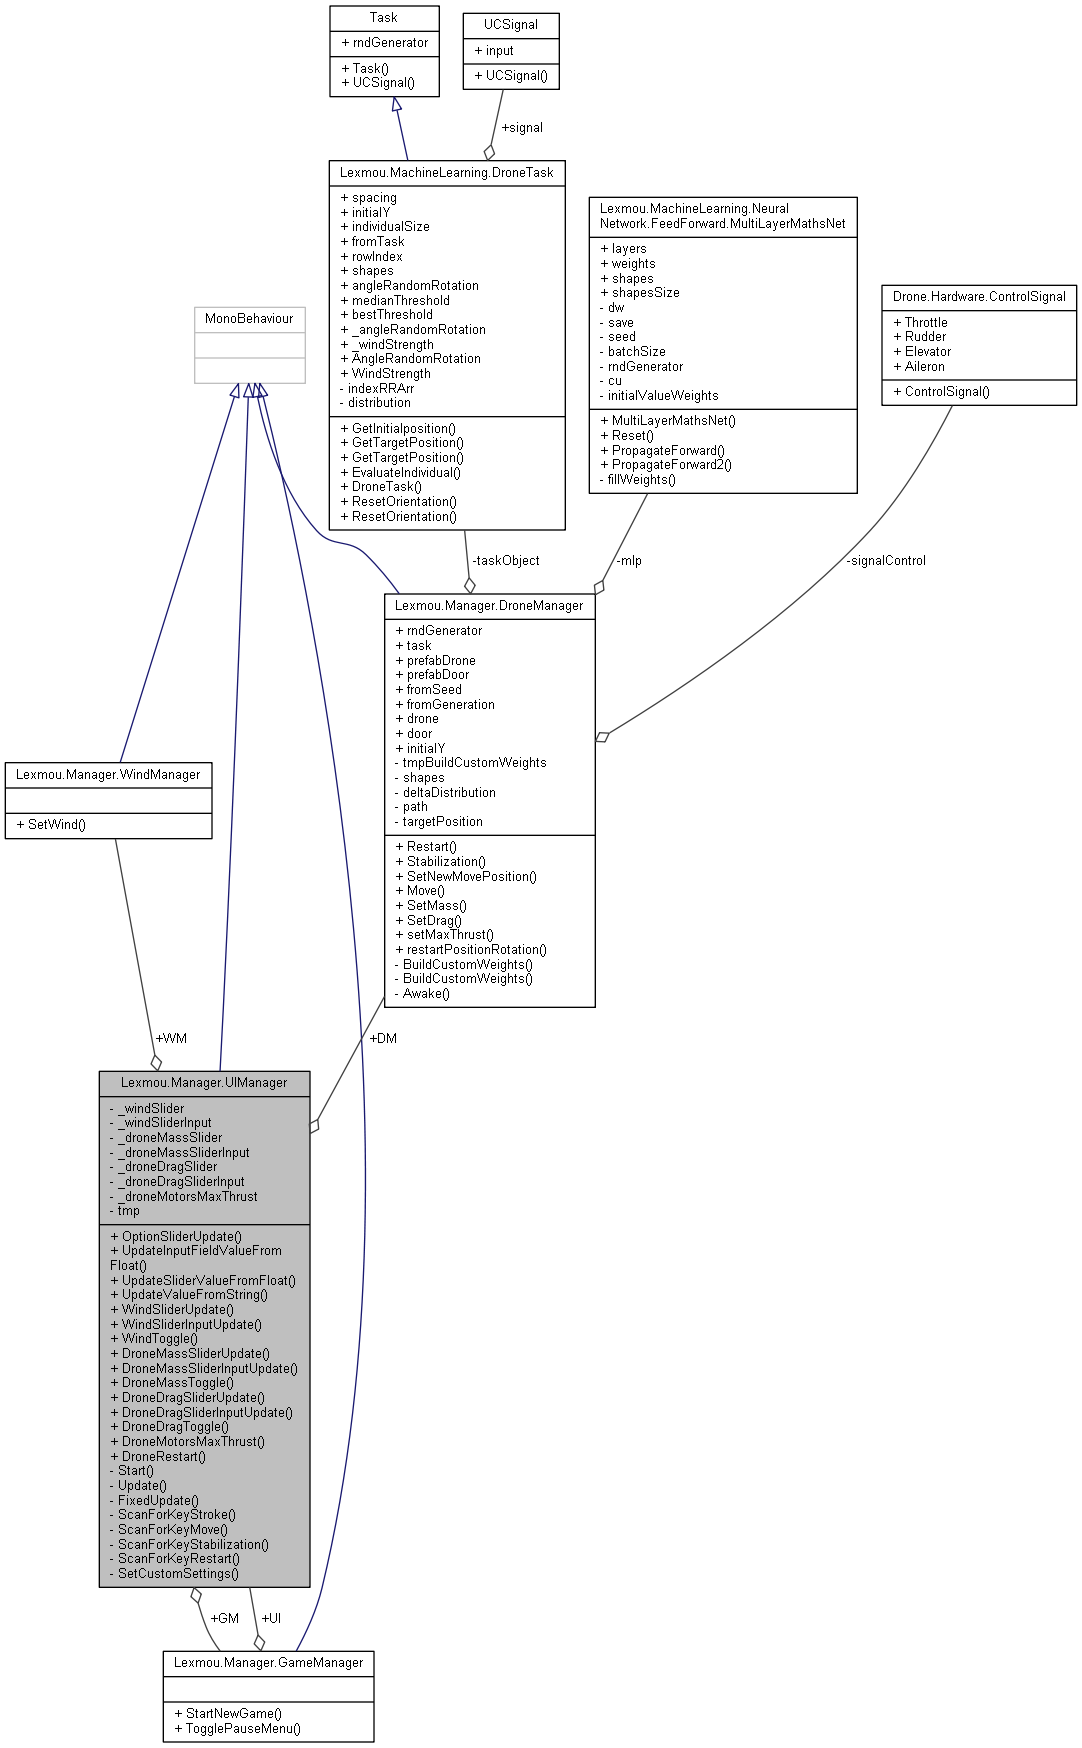 Task
+ rndGenerator
+ Task()
+ UCSignal()
UCSignal
+ input
+ UCSignal()
+signal
Lexmou.MachineLearning.DroneTask
+ spacing
+ initialY
+ individualSize
+ fromTask
+ rowIndex
+ shapes
+ angleRandomRotation
+ medianThreshold
+ bestThreshold
+ _angleRandomRotation
+ _windStrength
+ AngleRandomRotation
+ WindStrength
- indexRRArr
- distribution
+ GetInitialposition()
+ GetTargetPosition()
+ GetTargetPosition()
+ EvaluateIndividual()
+ DroneTask()
+ ResetOrientation()
+ ResetOrientation()
Lexmou.MachineLearning.Neural
Network.FeedForward.MultiLayerMathsNet
+ layers
+ weights
+ shapes
+ shapesSize
- dw
- save
- seed
- batchSize
- rndGenerator
- cu
- initialValueWeights
+ MultiLayerMathsNet()
+ Reset()
+ PropagateForward()
+ PropagateForward2()
- fillWeights()
Drone.Hardware.ControlSignal
+ Throttle
+ Rudder
+ Elevator
+ Aileron
+ ControlSignal()
MonoBehaviour
-taskObject
-mlp
-signalControl
Lexmou.Manager.DroneManager
+ rndGenerator
+ task
+ prefabDrone
+ prefabDoor
+ fromSeed
+ fromGeneration
+ drone
+ door
+ initialY
- tmpBuildCustomWeights
- shapes
- deltaDistribution
- path
- targetPosition
+ Restart()
+ Stabilization()
+ SetNewMovePosition()
+ Move()
+ SetMass()
+ SetDrag()
+ setMaxThrust()
+ restartPositionRotation()
- BuildCustomWeights()
- BuildCustomWeights()
- Awake()
Lexmou.Manager.WindManager
+ SetWind()
+WM
+DM
Lexmou.Manager.UIManager
- _windSlider
- _windSliderInput
- _droneMassSlider
- _droneMassSliderInput
- _droneDragSlider
- _droneDragSliderInput
- _droneMotorsMaxThrust
- tmp
+ OptionSliderUpdate()
+ UpdateInputFieldValueFrom
Float()
+ UpdateSliderValueFromFloat()
+ UpdateValueFromString()
+ WindSliderUpdate()
+ WindSliderInputUpdate()
+ WindToggle()
+ DroneMassSliderUpdate()
+ DroneMassSliderInputUpdate()
+ DroneMassToggle()
+ DroneDragSliderUpdate()
+ DroneDragSliderInputUpdate()
+ DroneDragToggle()
+ DroneMotorsMaxThrust()
+ DroneRestart()
- Start()
- Update()
- FixedUpdate()
- ScanForKeyStroke()
- ScanForKeyMove()
- ScanForKeyStabilization()
- ScanForKeyRestart()
- SetCustomSettings()
+GM
+UI
Lexmou.Manager.GameManager
+ StartNewGame()
+ TogglePauseMenu()